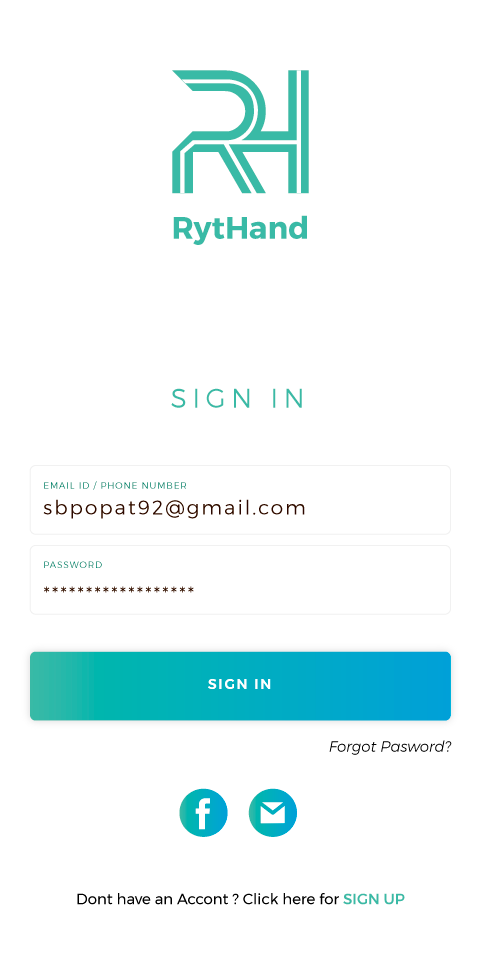 RH
RytHand
SIGN IN
EMAIL ID / PHONE NUMBER
sbpopat92@gmail.com
PASSWORD
******************
SIGN IN
Forgot Pasword?
f
Dont have an Accont ? Click here for SIGN UP